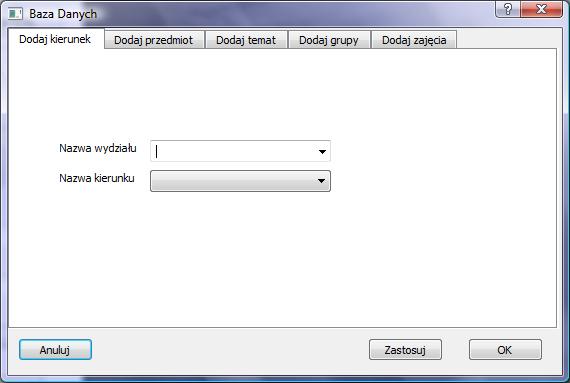 Baza Danych
Dodaj kierunek Dodaj przedmiot Dodaj temat Dodaj grupy Dodaj zajęcia
Nazwa wydziału
Nazwa kierunku
Anuluj Zastosuj OK